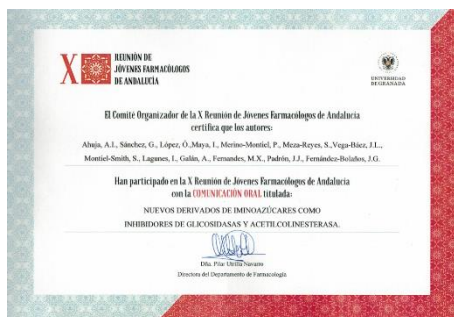 X REUNIÓN DE
JÓVENES FARMACÓLOGOS
DE ANDALUCÍA
UNIVERSIDAD
DE GRANADA
El Comité Organizador de la X Reunión de Jóvenes Farmacólogos de Andalucía
certifica que los autores:
Ahuja, A.I., Sánchez, G., López, Ó.,Maya, I., Merino-Montiel, P., Meza-Reyes, S.,Vega-Báez, J.L.,
Montiel-Smith, S., Lagunes, I., Galán, A., Fernandes, M.X., Padrón, J.J., Fernández-Bolaños, J.G.
Han participado en la X Reunión de Jóvenes Farmacólogos de Andalucía
con la COMUNICACIÓN ORAL titulada:
NUEVOS DERIVADOS DE IMINOAZÚCARES COMO
INHIBIDORES DE GLICOSIDASAS Y ACETILCOLINESTERASA.
Dña. Pilar Utrilla Navarro
Directora del Departamento de Farmacología